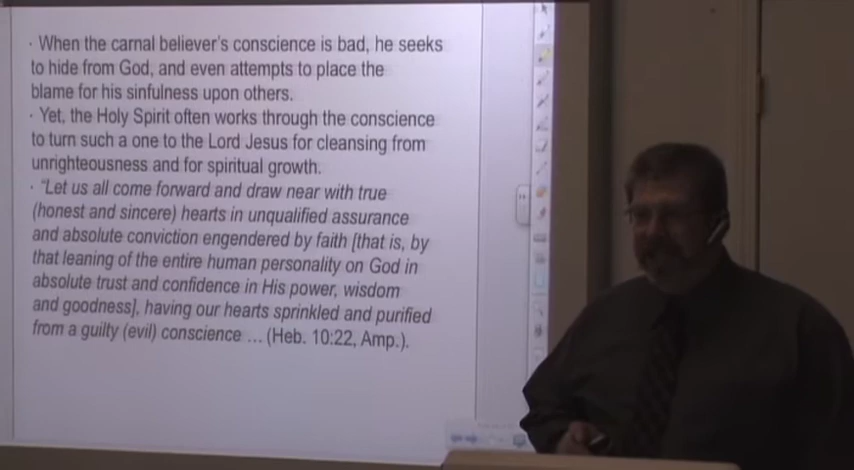 · When the carnal believer's conscience is bad, he seeks
to hide from God, and even attempts to place the
blame for his sinfulness upon others.
· Yet, the Holy Spirit often works through the conscience
to turn such a one to the Lord Jesus for cleansing from
unrighteousness and for spiritual growth.
· "Let us all come forward and draw near with true
(honest and sincere) hearts in unqualified assurance
and absolute conviction engendered by faith [that is, by
that leaning of the entire human personality on God in
absolute trust and confidence in His power, wisdom
and goodness], having our hearts sprinkled and purified
from a guilty (evil) conscience ... (Heb. 10:22, Amp.).